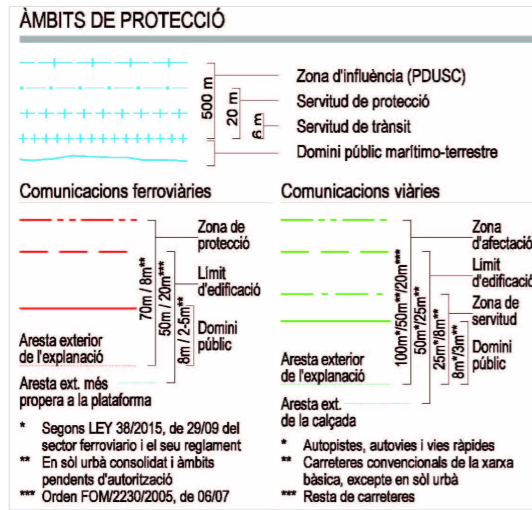 ÀMBITS DE PROTECCIÓ
500 m
20 m
6 m
Zona d'influència (PDUSC)
Servitud de protecció
Servitud de trànsit
Domini públic marítimo-terrestre
Comunicacions ferroviàries
70m / 8m**
50m / 20m***
8m / 2-5m**
Zona de
protecció
Límit
d'edificació
Domini
públic
Aresta exterior
de l'explanació
Aresta ext. més
propera a la plataforma
* Segons LEY 38/2015, de 29/09 del
sector ferroviario i el seu reglament
** En sòl urbà consolidat i àmbits
pendents d'autorització
*** Orden FOM/2230/2005, de 06/07
Comunicacions viàries
100m*/50m**/20m***
50m*/25m**
25m*/8m**
8m*/3m**
Zona
d'afectació
Límit
d'edificació
Zona de
servitud
Domini
públic
Aresta exterior
de l'explanació
Aresta ext.
de la calçada
* Autopistes, autovies i vies ràpides
** Carreteres convencionals de la xarxa
bàsica, excepte en sòl urbà
*** Resta de carreteres